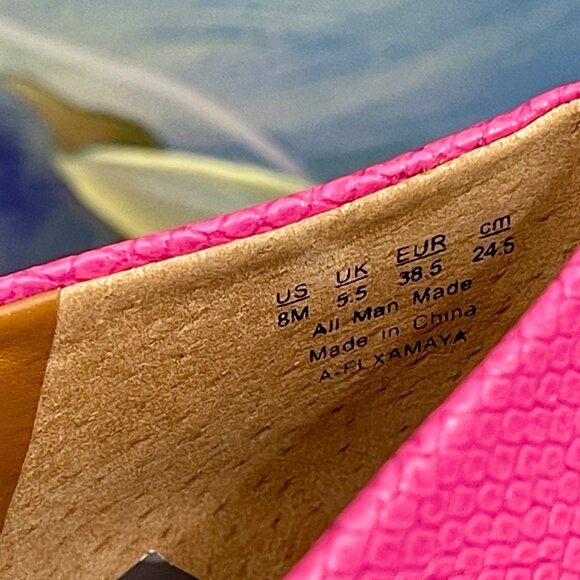 US UK EUR cm
8M 5.5 38.5 24.5
All Man Made
Made in China
A-FLXAMAYA